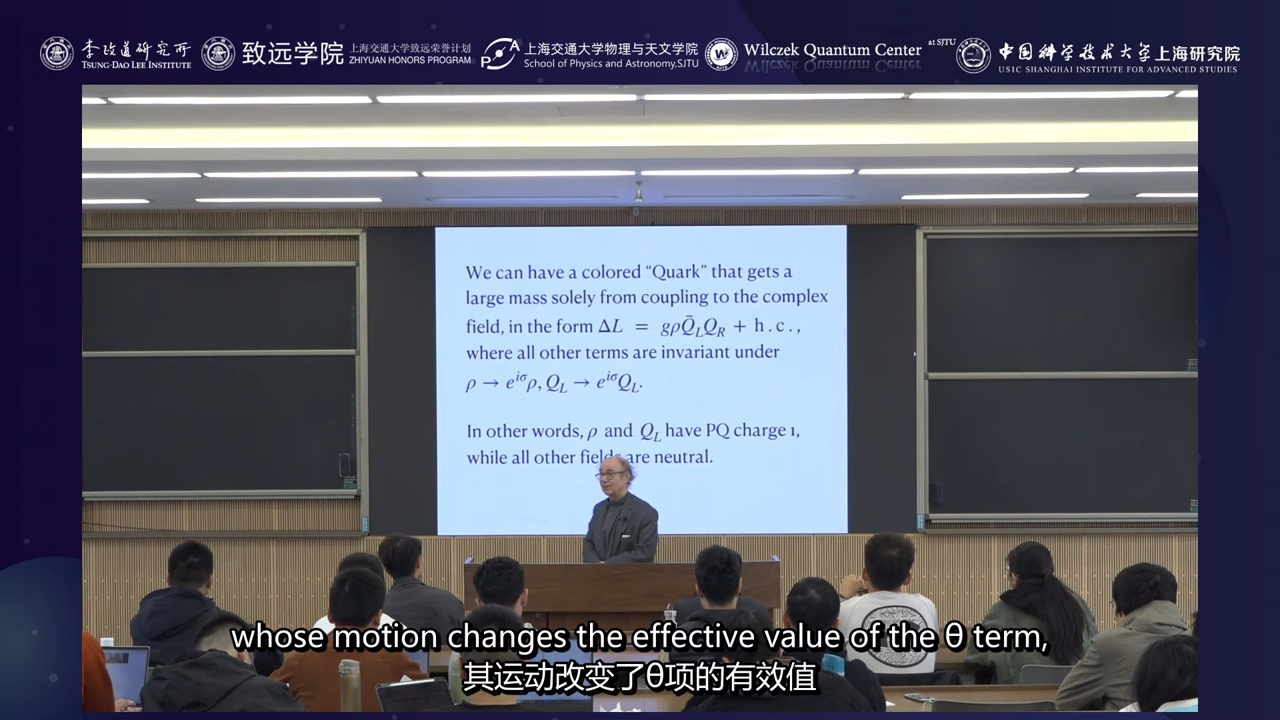 李政道研究所
TSUNG-DAO LEE INSTITUTE
致远学院
上海交通大学致远荣誉计划
ZHIYUAN HONORS PROGRAM
上海交通大学物理与天文学院
School of Physics and Astronomy,SJTU
Wilczek Quantum Center
at SJTU
中国科学技术大学上海研究院
USTC SHANGHAI INSTITUTE FOR ADVANCED STUDIES
We can have a colored “Quark” that gets a
large mass solely from coupling to the complex
field, in the form ΔL = gρQ̄_LQ_R + h.c.,
where all other terms are invariant under
ρ → e^{iσ}ρ, Q_L → e^{iσ}Q_L.
In other words, ρ and Q_L have PQ charge 1,
while all other fields are neutral.
whose motion changes the effective value of the θ term,
其运动改变了θ项的有效值